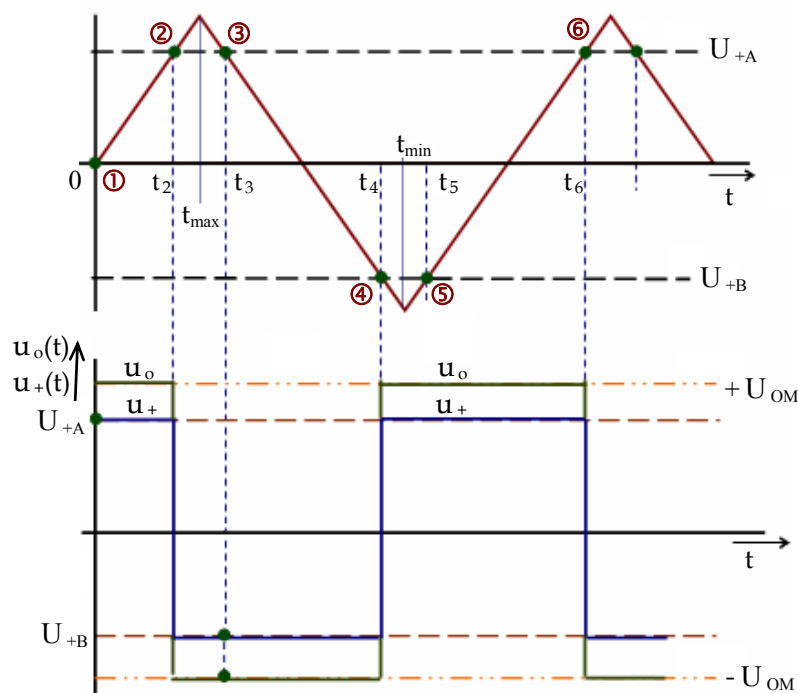 ② ③ ⑥
U+A
tmin
0 ① t2 t3 t4 t5 t6 t
tmax
④ ⑤ U+B
uo(t)
u+(t) uo uo +UOM
U+A u+ u+
t
U+B
-UOM